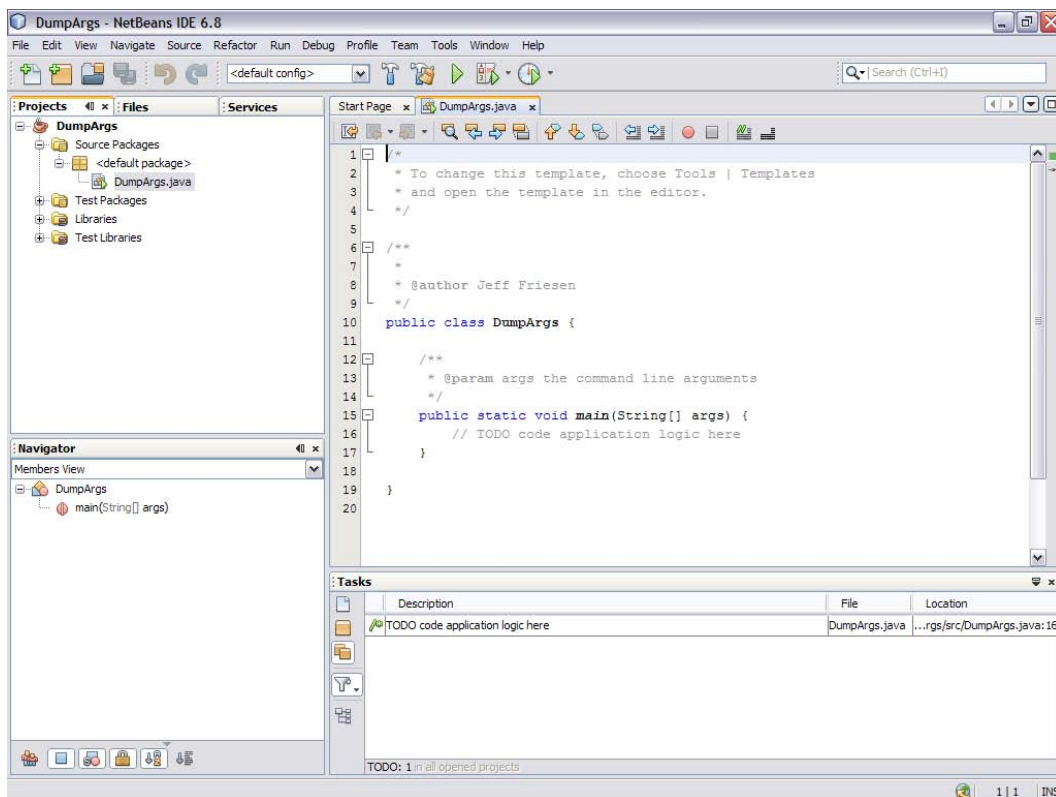 DumpArgs - NetBeans IDE 6.8
File Edit View Navigate Source Refactor Run Debug Profile Team Tools Window Help
<default config>
Search (Ctrl+I)
Projects Files Services
DumpArgs
Source Packages
<default package>
DumpArgs.java
Test Packages
Libraries
Test Libraries
Navigator
Members View
DumpArgs
main(String[] args)
Start Page DumpArgs.java
1 /*
2 * To change this template, choose Tools | Templates
3 * and open the template in the editor.
4 */
5
6 /**
7 *
8 * @author Jeff Friesen
9 */
10 public class DumpArgs {
11
12 /**
13 * @param args the command line arguments
14 */
15 public static void main(String[] args) {
16 // TODO code application logic here
17 }
18
19 }
20
Tasks
Description File Location
TODO code application logic here DumpArgs.java ...rgs/src/DumpArgs.java:16
TODO: 1 in all opened projects
1|1 INS